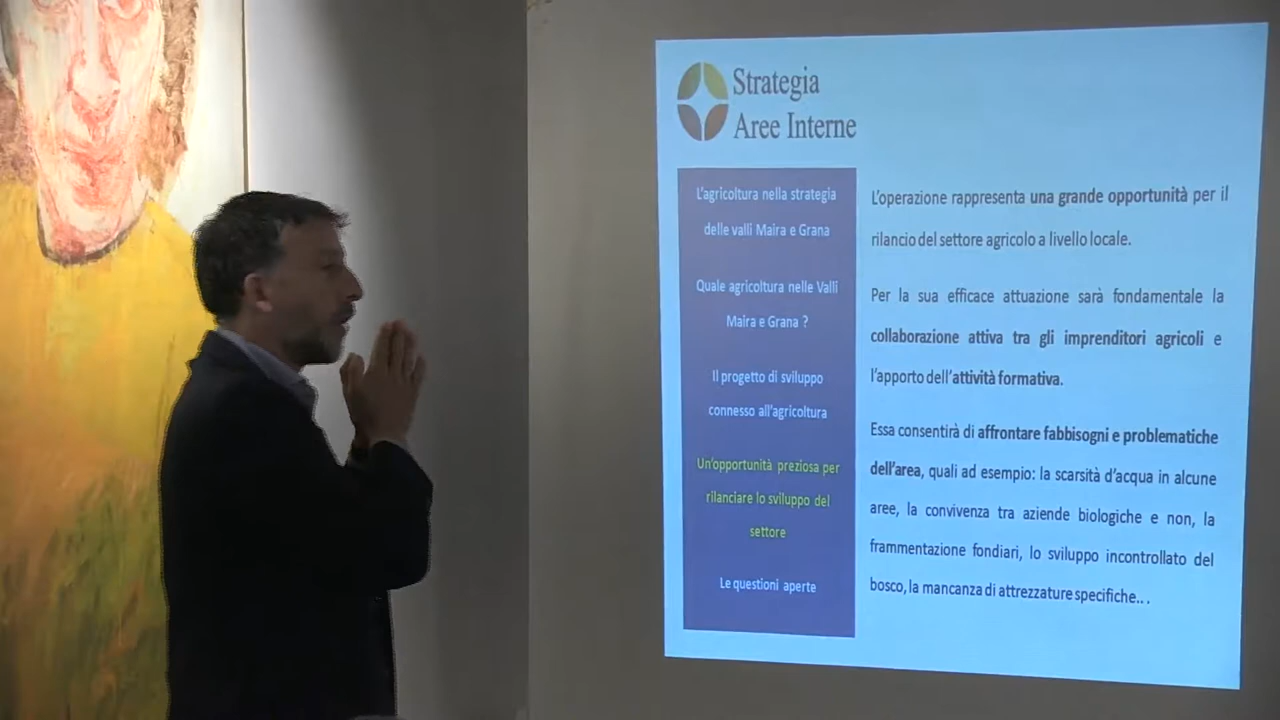 Strategia
Aree Interne
L'agricoltura nella strategia
delle valli Maira e Grana
Quale agricoltura nelle Valli
Maira e Grana ?
Il progetto di sviluppo
connesso all'agricoltura
Un'opportunità preziosa per
rilanciare lo sviluppo del
settore
Le questioni aperte
L'operazione rappresenta una grande opportunità per il
rilancio del settore agricolo a livello locale.
Per la sua efficace attuazione sarà fondamentale la
collaborazione attiva tra gli imprenditori agricoli e
l'apporto dell'attività formativa.
Essa consentirà di affrontare fabbisogni e problematiche
dell'area, quali ad esempio: la scarsità d'acqua in alcune
aree, la convivenza tra aziende biologiche e non, la
frammentazione fondiari, lo sviluppo incontrollato del
bosco, la mancanza di attrezzature specifiche.. .